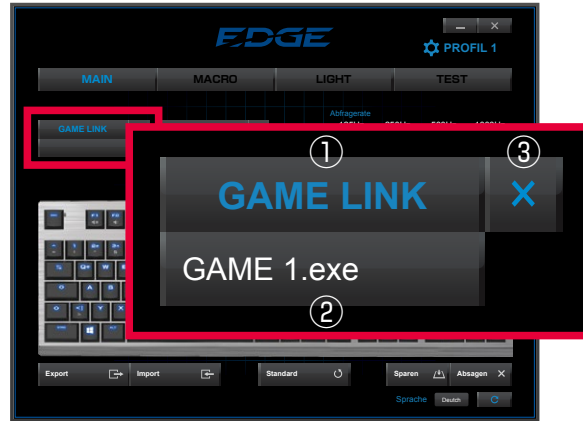 EDGE
PROFIL 1
MAIN MACRO LIGHT TEST
Abfragerate
GAME LINK
① ③
GAME LINK ×
GAME 1.exe
②
Export Import Standard Sparen Absagen
Sprache Deutch